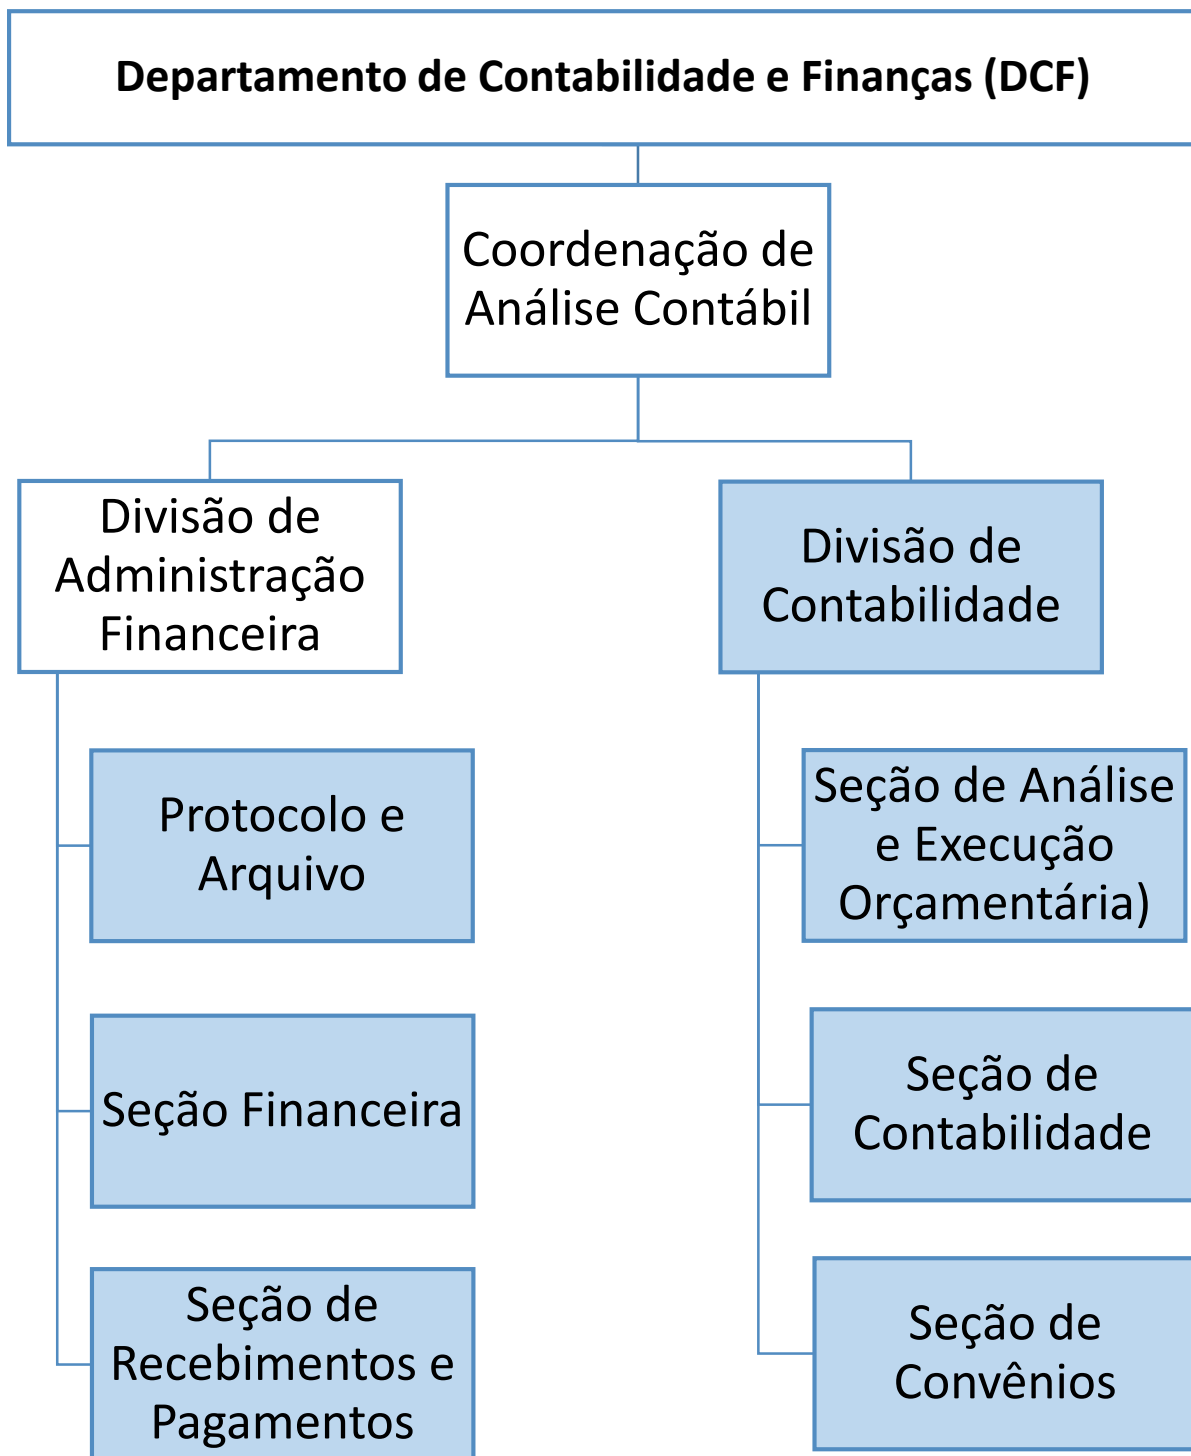 Departamento de Contabilidade e Finanças (DCF)
Coordenação de
Análise Contábil
Divisão de
Administração
Financeira
Protocolo e
Arquivo
Seção Financeira
Seção de
Recebimentos e
Pagamentos
Divisão de
Contabilidade
Seção de Análise
e Execução
Orçamentária)
Seção de
Contabilidade
Seção de
Convênios